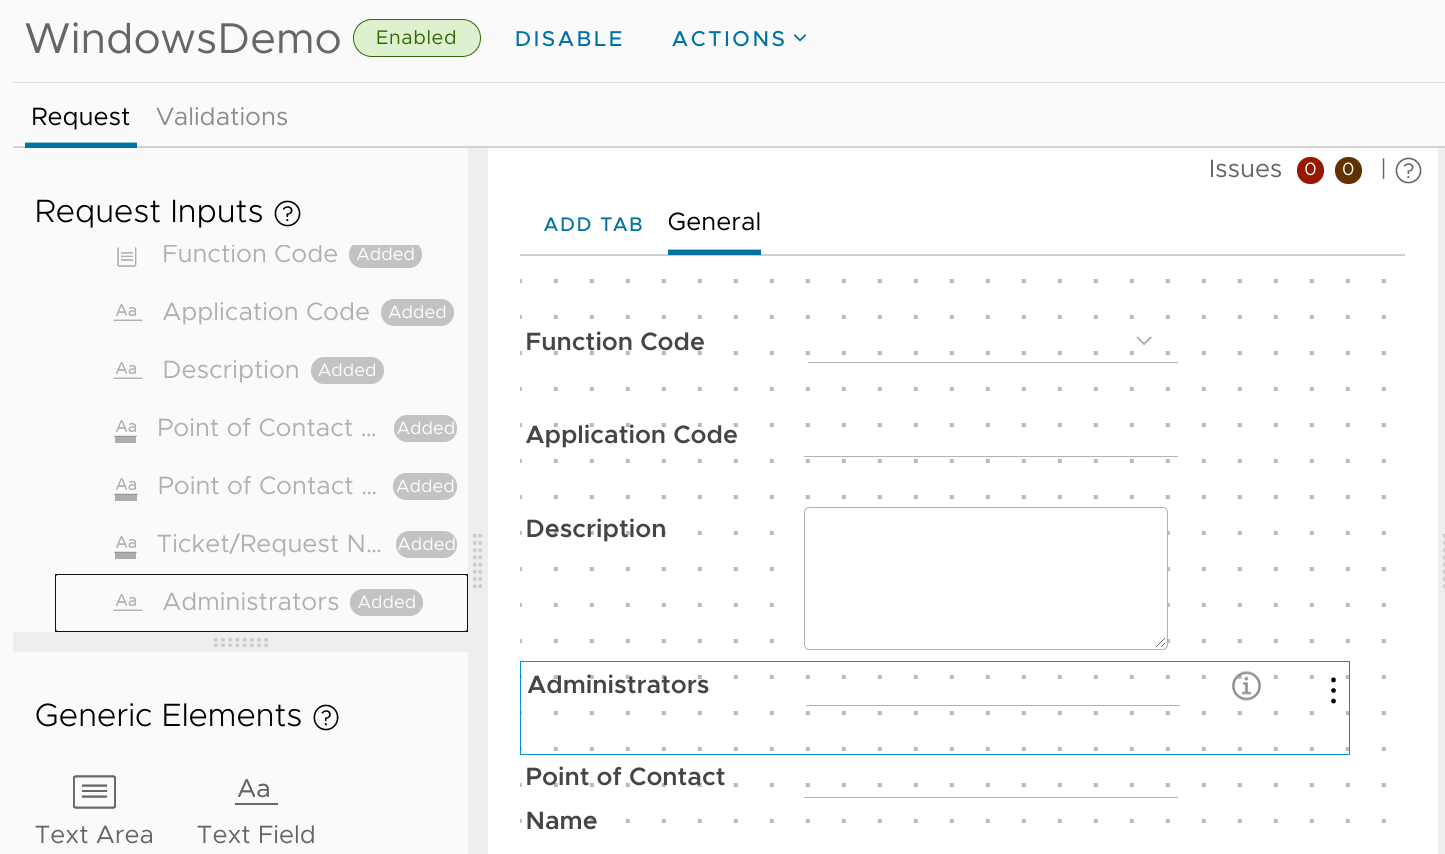 WindowsDemo Enabled DISABLE ACTIONS
Request Validations
Issues 0 0 | ?
Request Inputs ?
Function Code Added
Aa Application Code Added
Aa Description Added
Aa Point of Contact ... Added
Aa Point of Contact ... Added
Aa Ticket/Request N... Added
Aa Administrators Added
Generic Elements ?
Text Area
Aa
Text Field
ADD TAB General
Function Code
Application Code
Description
Administrators i
Point of Contact
Name